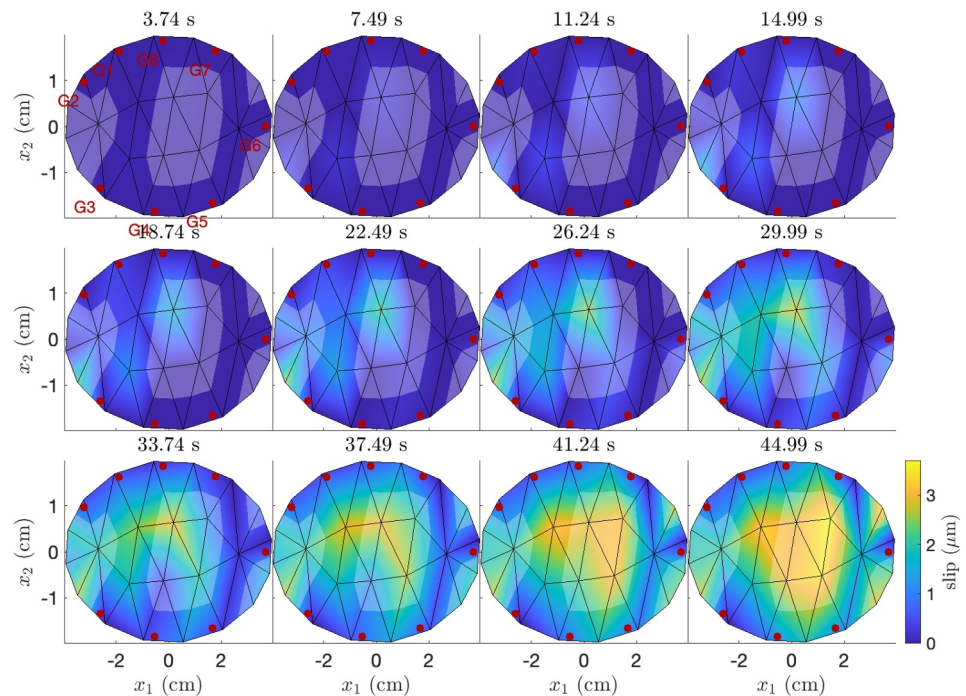 3.74 s 7.49 s 11.24 s 14.99 s
G1 G8 G7
G2
G6
G3
G4 G5
x₂ (cm)
1
0
-1
18.74 s 22.49 s 26.24 s 29.99 s
x₂ (cm)
1
0
-1
33.74 s 37.49 s 41.24 s 44.99 s
x₂ (cm)
1
0
-1
-2 0 2 -2 0 2 -2 0 2 -2 0 2
x₁ (cm) x₁ (cm) x₁ (cm) x₁ (cm)
3
2
1
0
slip (μm)